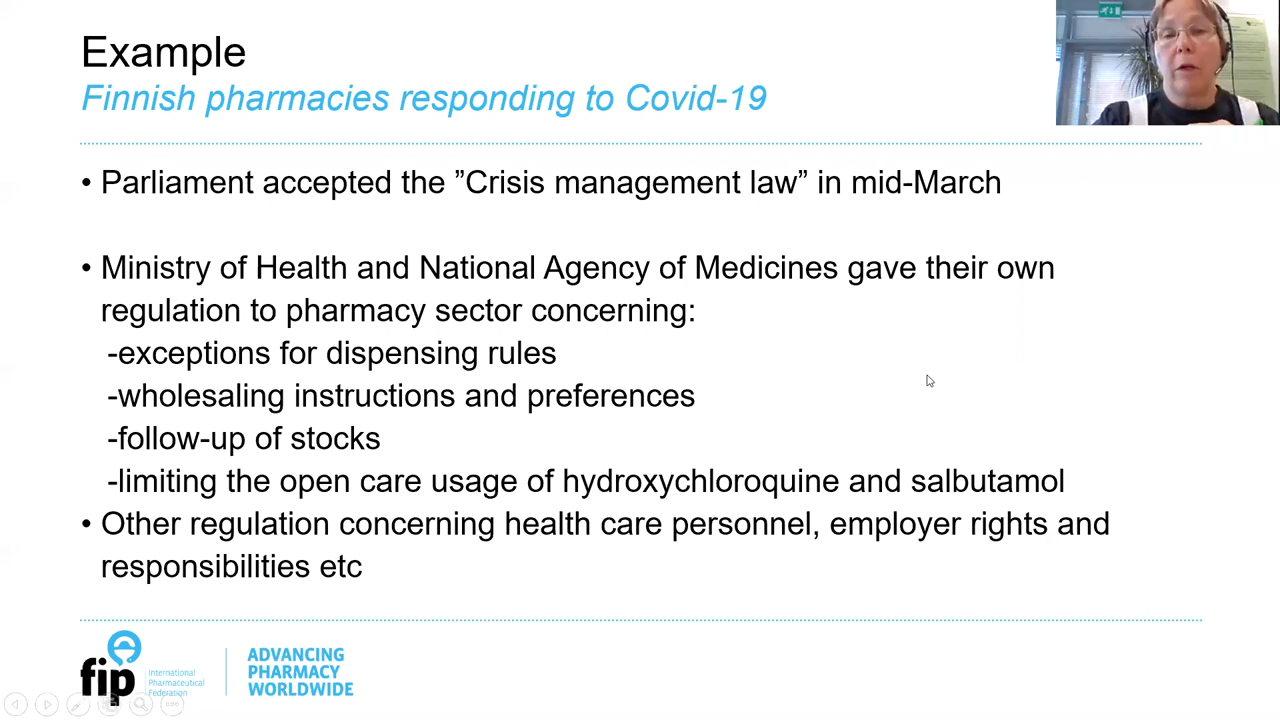 Example
Finnish pharmacies responding to Covid-19
• Parliament accepted the ”Crisis management law” in mid-March
• Ministry of Health and National Agency of Medicines gave their own
regulation to pharmacy sector concerning:
-exceptions for dispensing rules
-wholesaling instructions and preferences
-follow-up of stocks
-limiting the open care usage of hydroxychloroquine and salbutamol
• Other regulation concerning health care personnel, employer rights and
responsibilities etc
fip
International
Pharmaceutical
Federation
ADVANCING
PHARMACY
WORLDWIDE